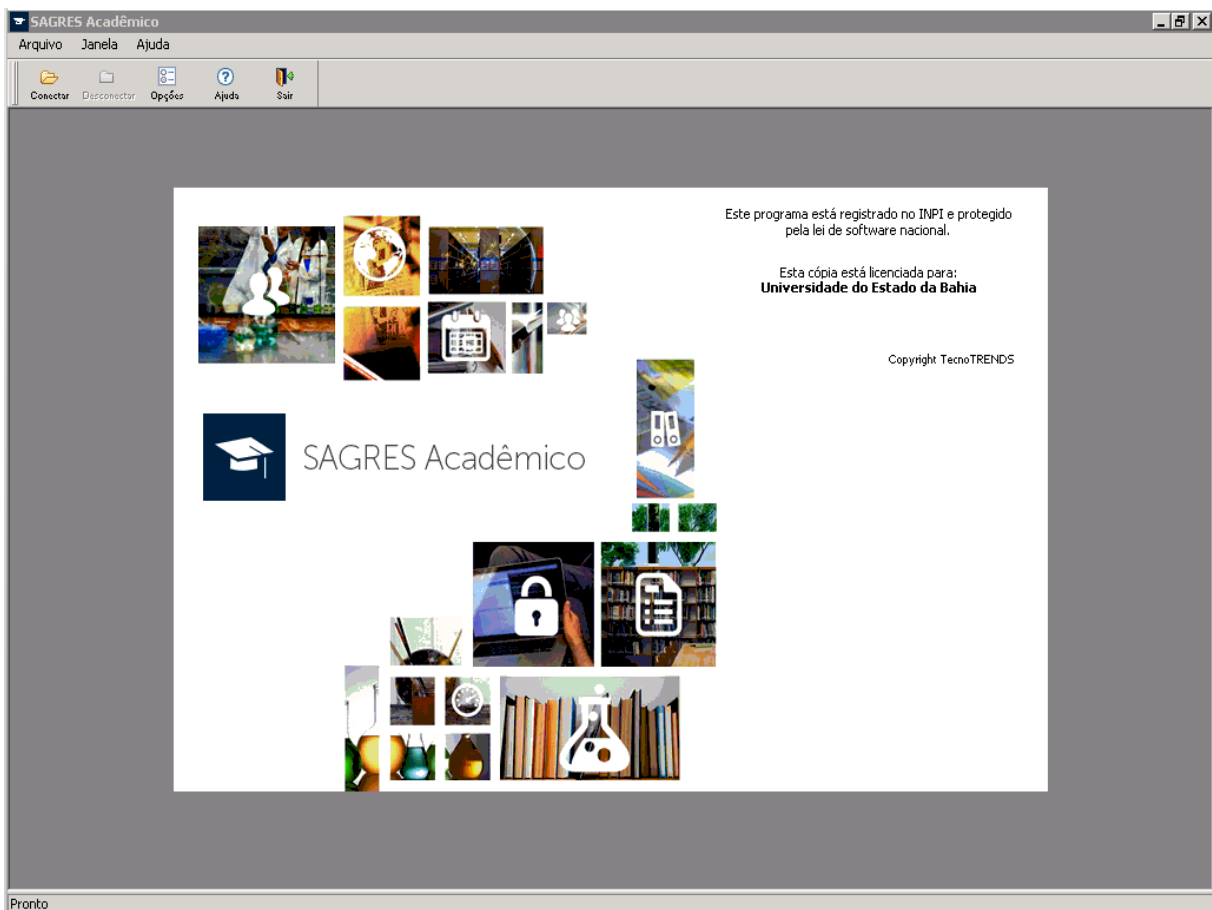 SAGRES Acadêmico
Arquivo Janela Ajuda
Conectar Desconectar Opções Ajuda Sair
Este programa está registrado no INPI e protegido
pela lei de software nacional.
Esta cópia está licenciada para:
Universidade do Estado da Bahia
Copyright TecnoTRENDS
SAGRES Acadêmico
Pronto